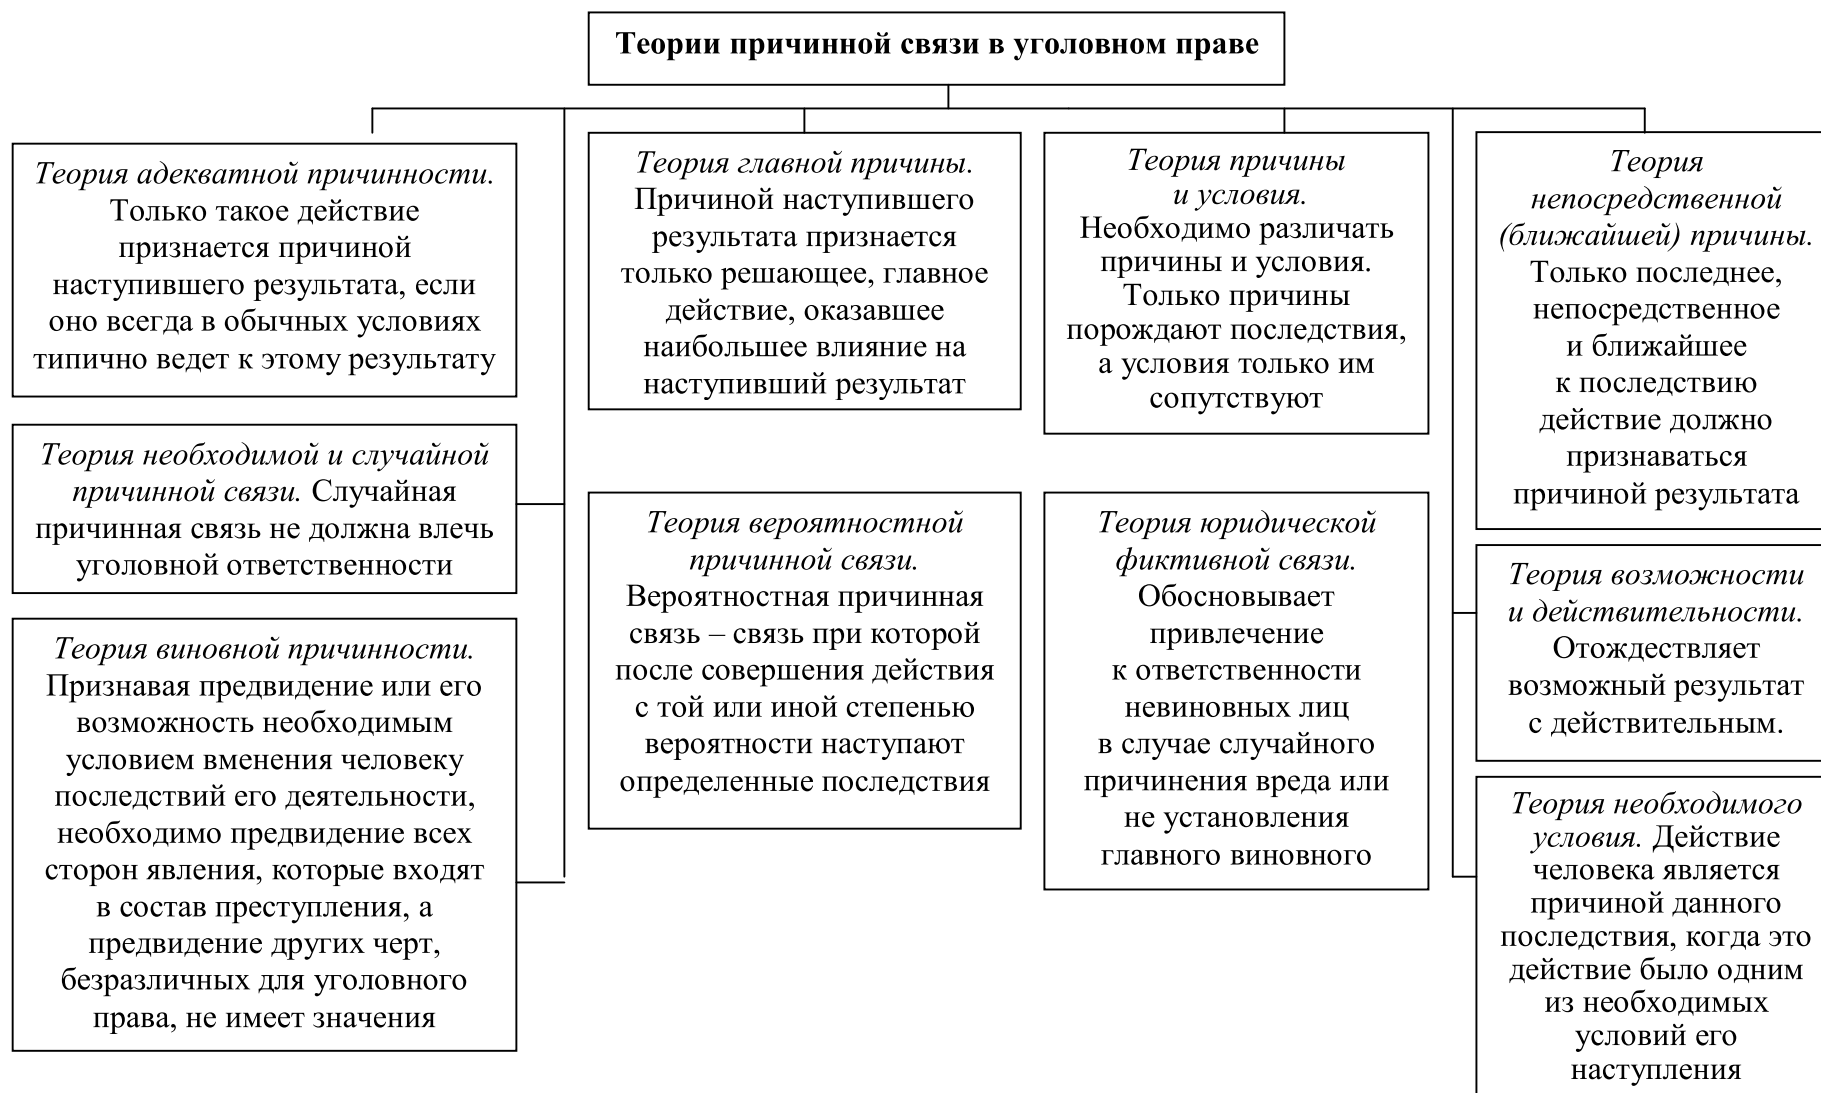 Теории причинной связи в уголовном праве
Теория адекватной причинности.
Только такое действие
признается причиной
наступившего результата, если
оно всегда в обычных условиях
типично ведет к этому результату
Теория главной причины.
Причиной наступившего
результата признается
только решающее, главное
действие, оказавшее
наибольшее влияние на
наступивший результат
Теория причины
и условия.
Необходимо различать
причины и условия.
Только причины
порождают последствия,
а условия только им
сопутствуют
Теория
непосредственной
(ближайшей) причины.
Только последнее,
непосредственное
и ближайшее
к последствию
действие должно
признаваться
причиной результата
Теория необходимой и случайной
причинной связи. Случайная
причинная связь не должна влечь
уголовной ответственности
Теория вероятностной
причинной связи.
Вероятностная причинная
связь – связь при которой
после совершения действия
с той или иной степенью
вероятности наступают
определенные последствия
Теория юридической
фиктивной связи.
Обосновывает
привлечение
к ответственности
невиновных лиц
в случае случайного
причинения вреда или
не установления
главного виновного
Теория возможности
и действительности.
Отождествляет
возможный результат
с действительным.
Теория виновной причинности.
Признавая предвидение или его
возможность необходимым
условием вменения человеку
последствий его деятельности,
необходимо предвидение всех
сторон явления, которые входят
в состав преступления, а
предвидение других черт,
безразличных для уголовного
права, не имеет значения
Теория необходимого
условия. Действие
человека является
причиной данного
последствия, когда это
действие было одним
из необходимых
условий его
наступления